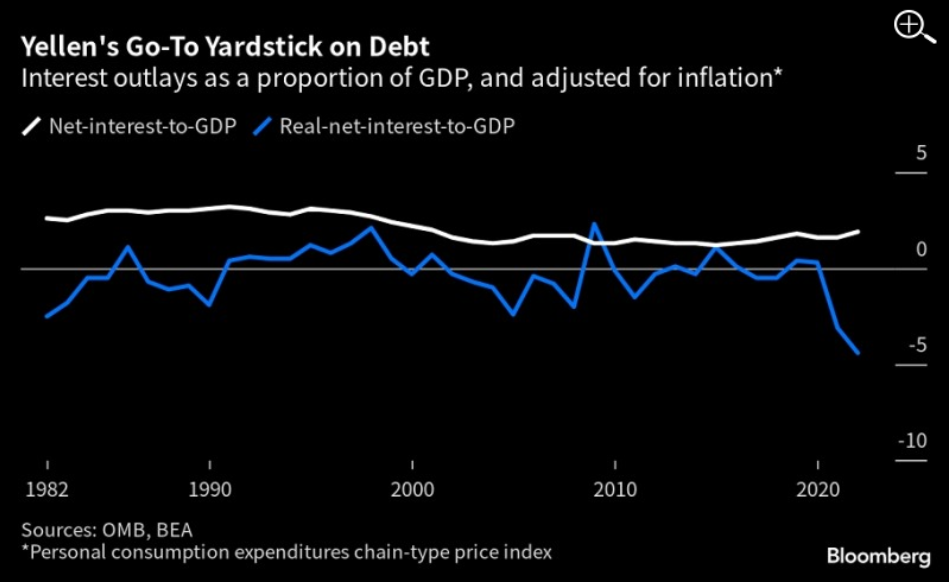 Yellen's Go-To Yardstick on Debt
Interest outlays as a proportion of GDP, and adjusted for inflation*
Net-interest-to-GDP Real-net-interest-to-GDP
5
0
-5
-10
1982 1990 2000 2010 2020
Sources: OMB, BEA
*Personal consumption expenditures chain-type price index
Bloomberg